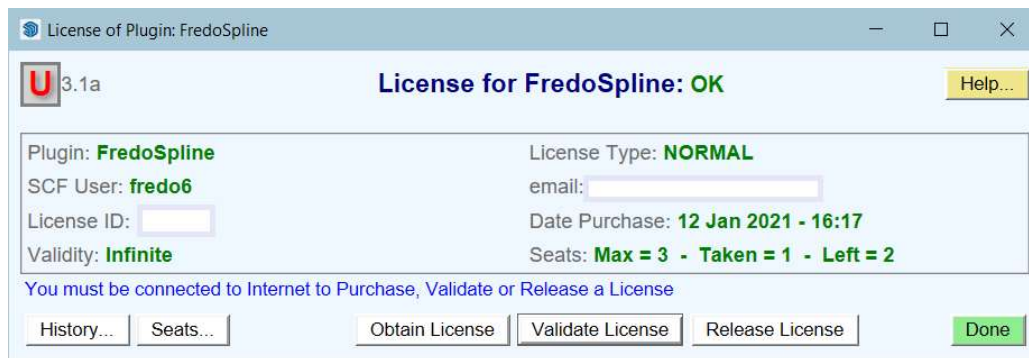 License of Plugin: FredoSpline
U 3.1a License for FredoSpline: OK Help...
Plugin: FredoSpline License Type: NORMAL
SCF User: fredo6 email:
License ID: Date Purchase: 12 Jan 2021 - 16:17
Validity: Infinite Seats: Max = 3 - Taken = 1 - Left = 2
You must be connected to Internet to Purchase, Validate or Release a License
History... Seats... Obtain License Validate License Release License Done